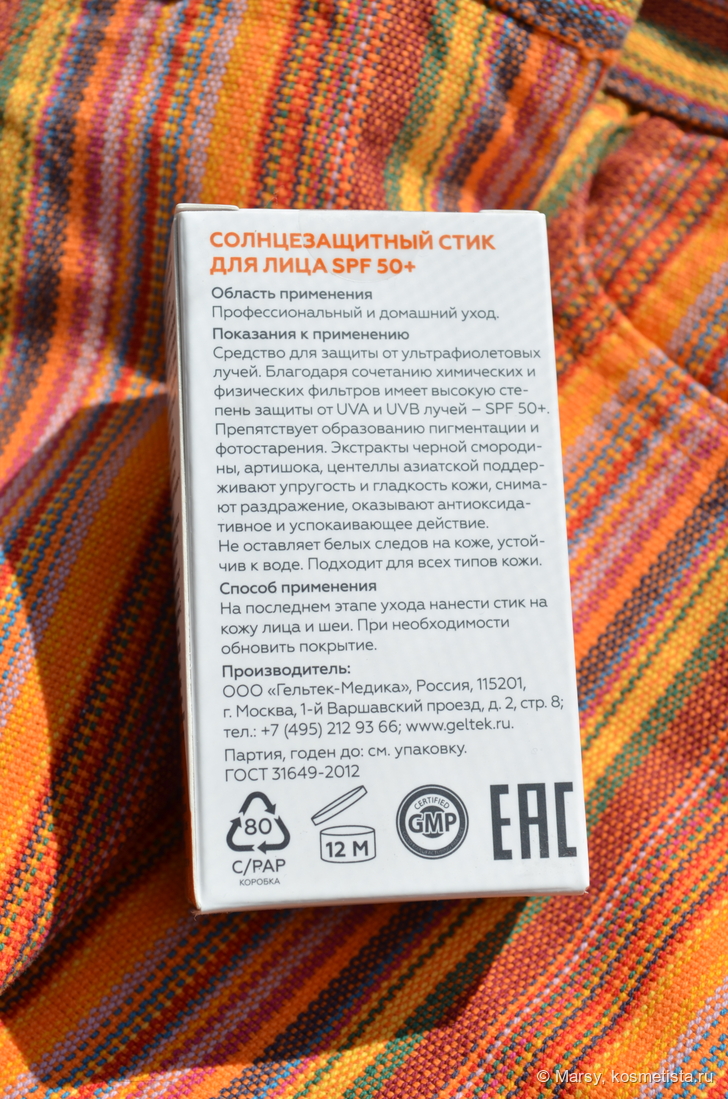 СОЛНЦЕЗАЩИТНЫЙ СТИК
ДЛЯ ЛИЦА SPF 50+
Область применения
Профессиональный и домашний уход.
Показания к применению
Средство для защиты от ультрафиолетовых
лучей. Благодаря сочетанию химических и
физических фильтров имеет высокую сте-
пень защиты от UVA и UVB лучей – SPF 50+.
Препятствует образованию пигментации и
фотостарения. Экстракты черной смороди-
ны, артишока, центеллы азиатской поддер-
живают упругость и гладкость кожи, снима-
ют раздражение, оказывают антиоксида-
тивное и успокаивающее действие.
Не оставляет белых следов на коже, устой-
чив к воде. Подходит для всех типов кожи.
Способ применения
На последнем этапе ухода нанести стик на
кожу лица и шеи. При необходимости
обновить покрытие.
Производитель:
ООО «Гельтек-Медика», Россия, 115201,
г. Москва, 1-й Варшавский проезд, д. 2, стр. 8;
тел.: +7 (495) 212 93 66; www.geltek.ru.
Партия, годен до: см. упаковку.
ГОСТ 31649-2012
80
C/PAP
КОРОБКА
12 M
CERTIFIED
GMP
EAC
© Marsy, kosmetista.ru